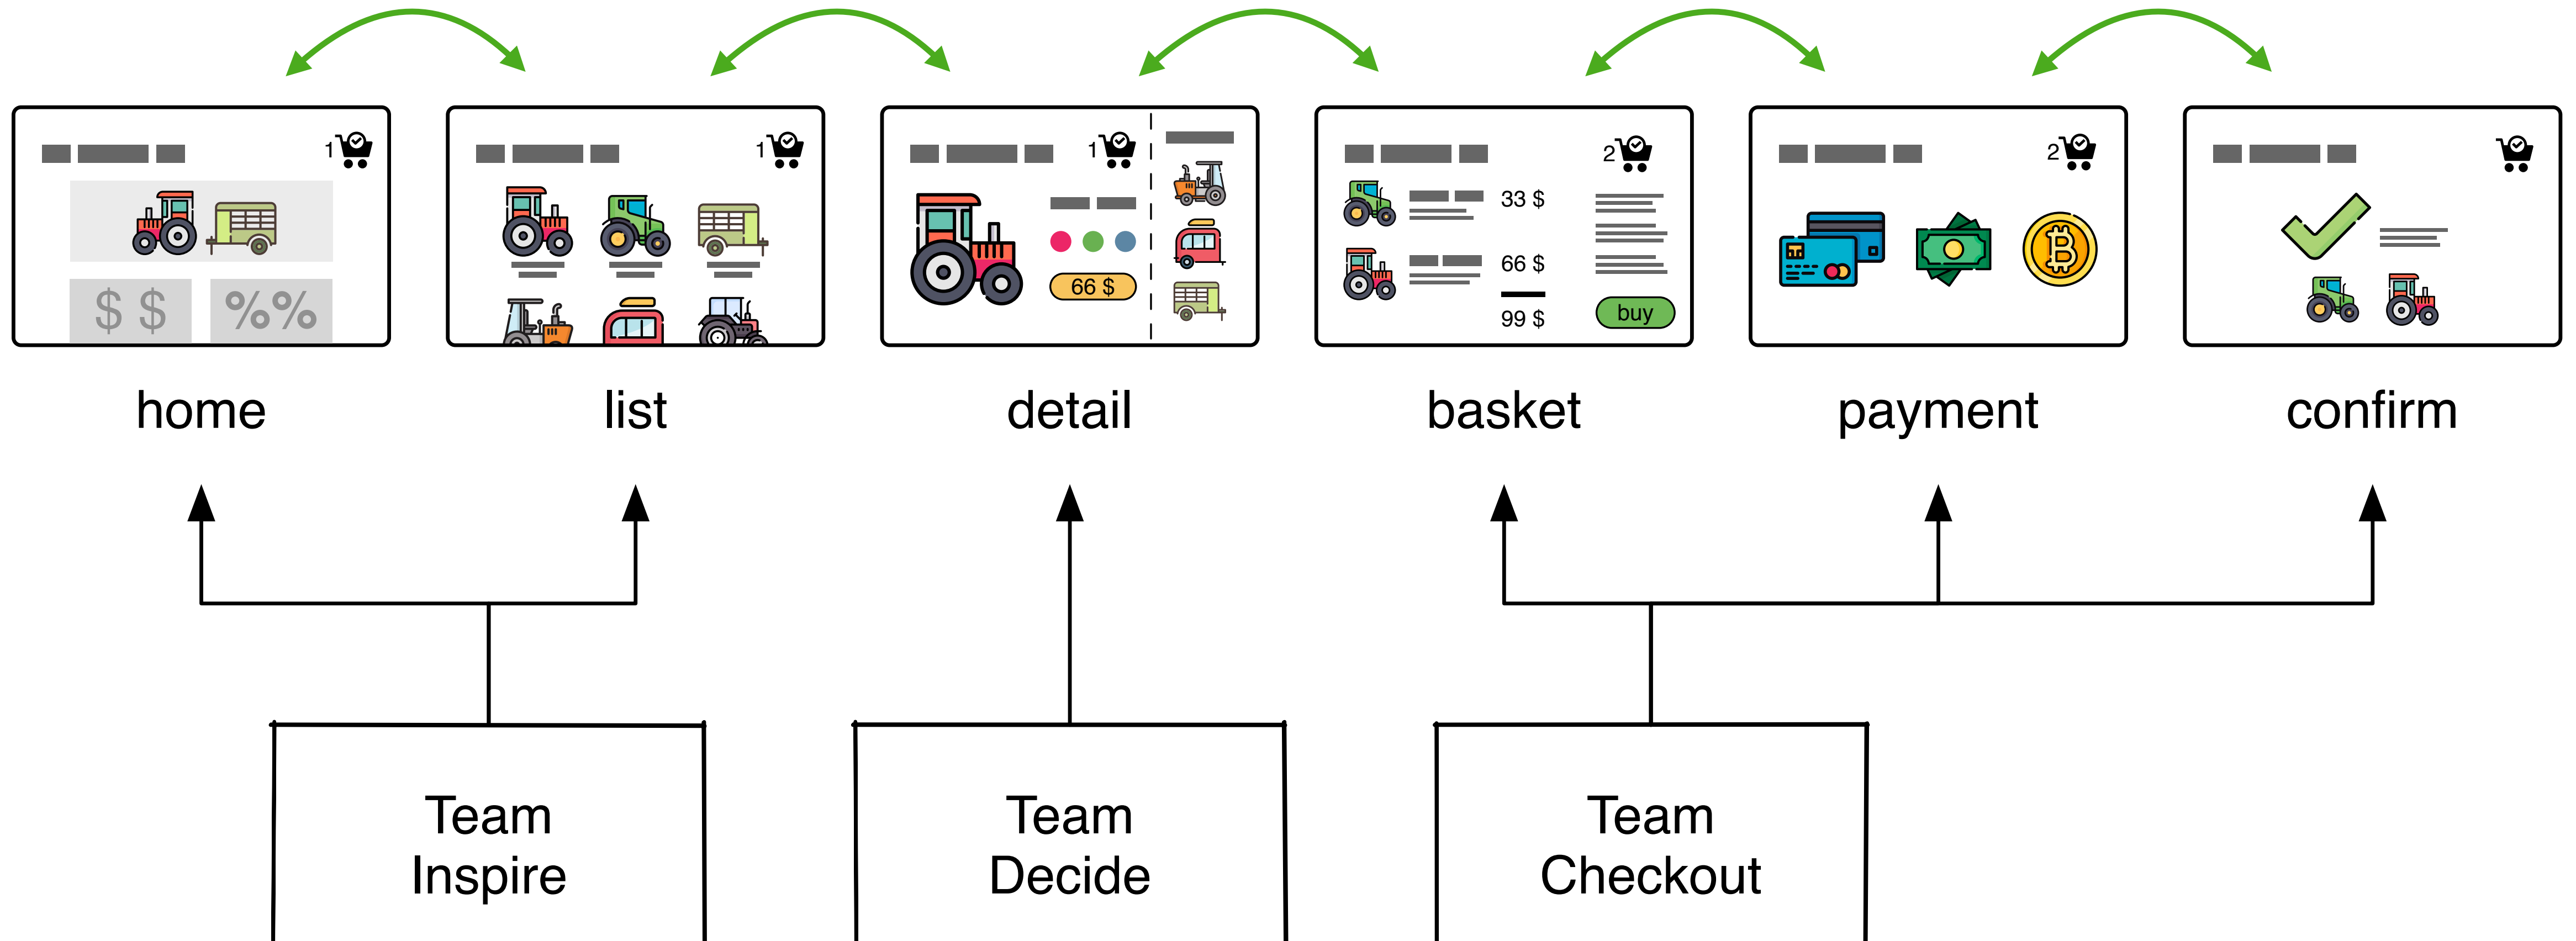 1
1
1
2
2
$ $
%%
66 $
33 $
66 $
99 $
buy
₿
home
list
detail
basket
payment
confirm
Team
Inspire
Team
Decide
Team
Checkout